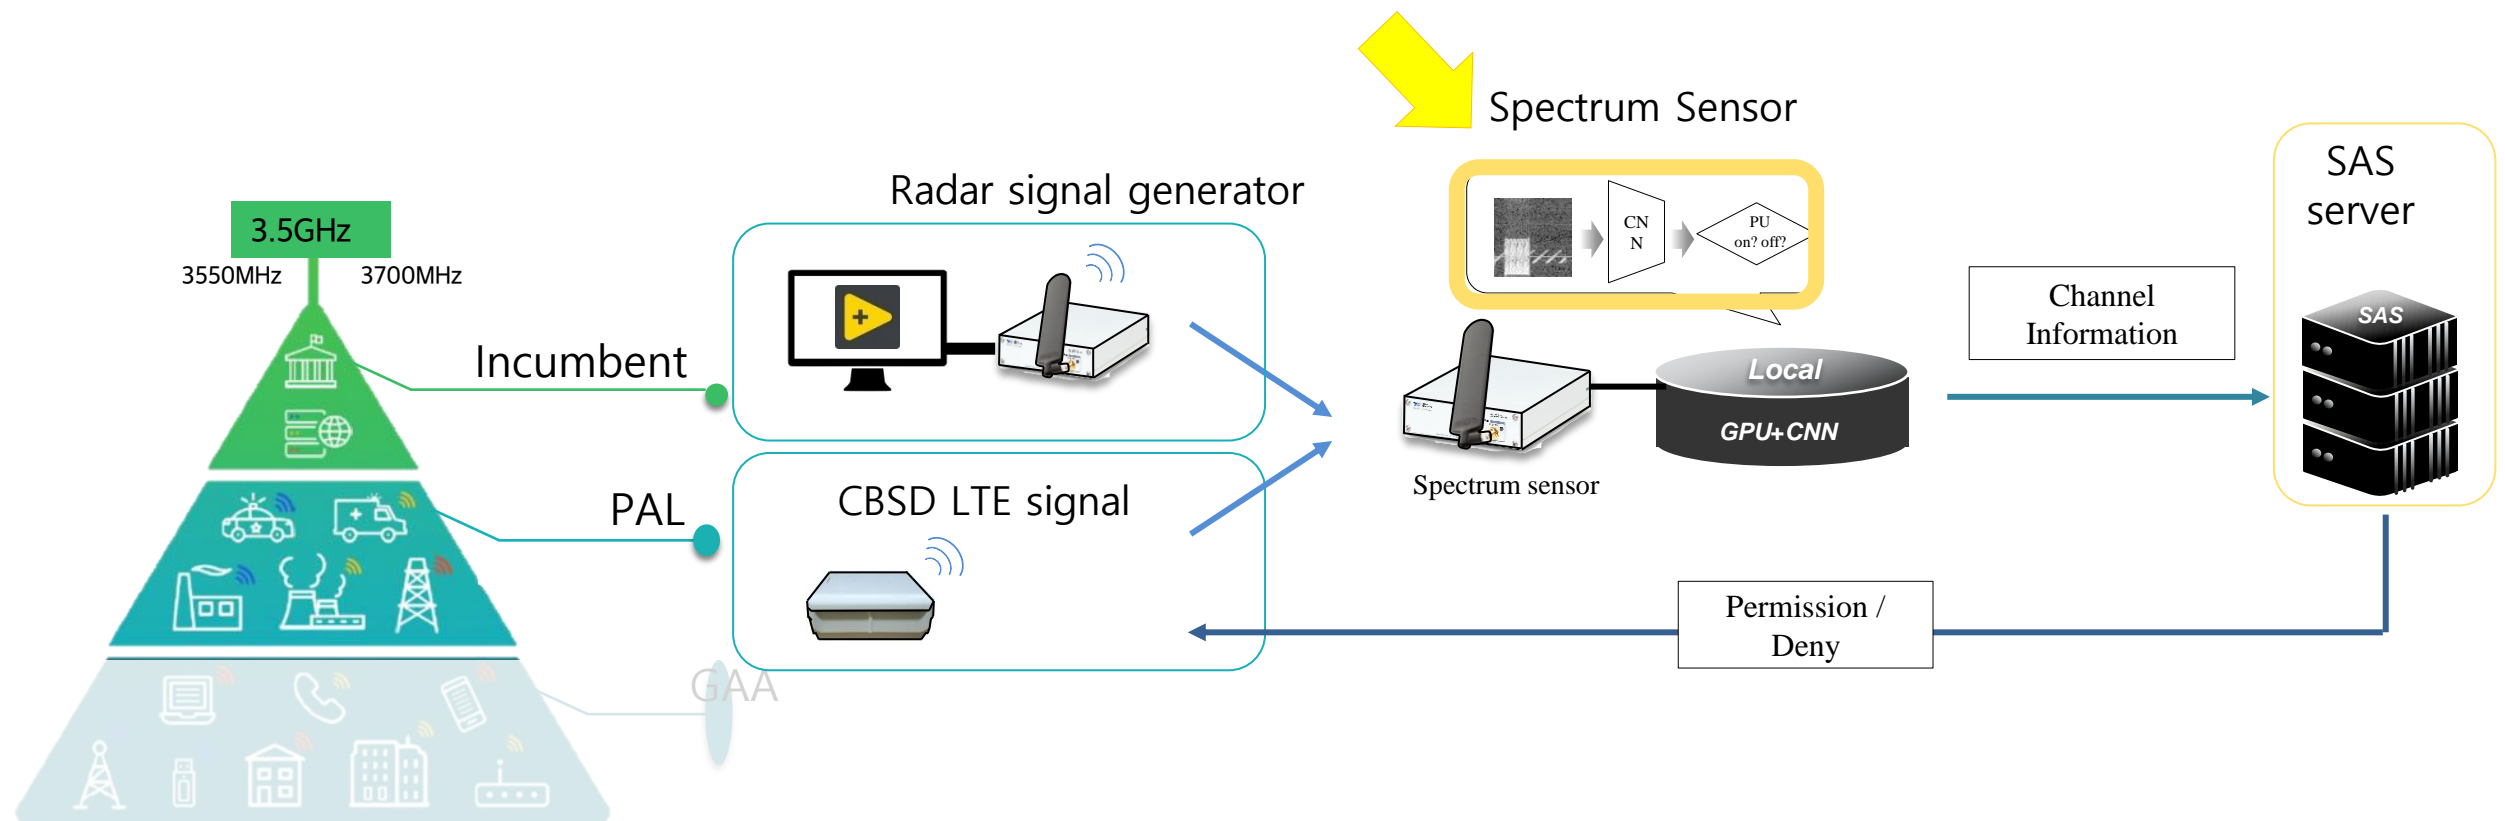 Spectrum Sensor
SAS
server
Radar signal generator
3.5GHz
3550MHz
3700MHz
CN
N
PU
on? off?
Channel
Information
SAS
Incumbent
Local
GPU+CNN
Spectrum sensor
PAL
CBSD LTE signal
Permission /
Deny
GAA